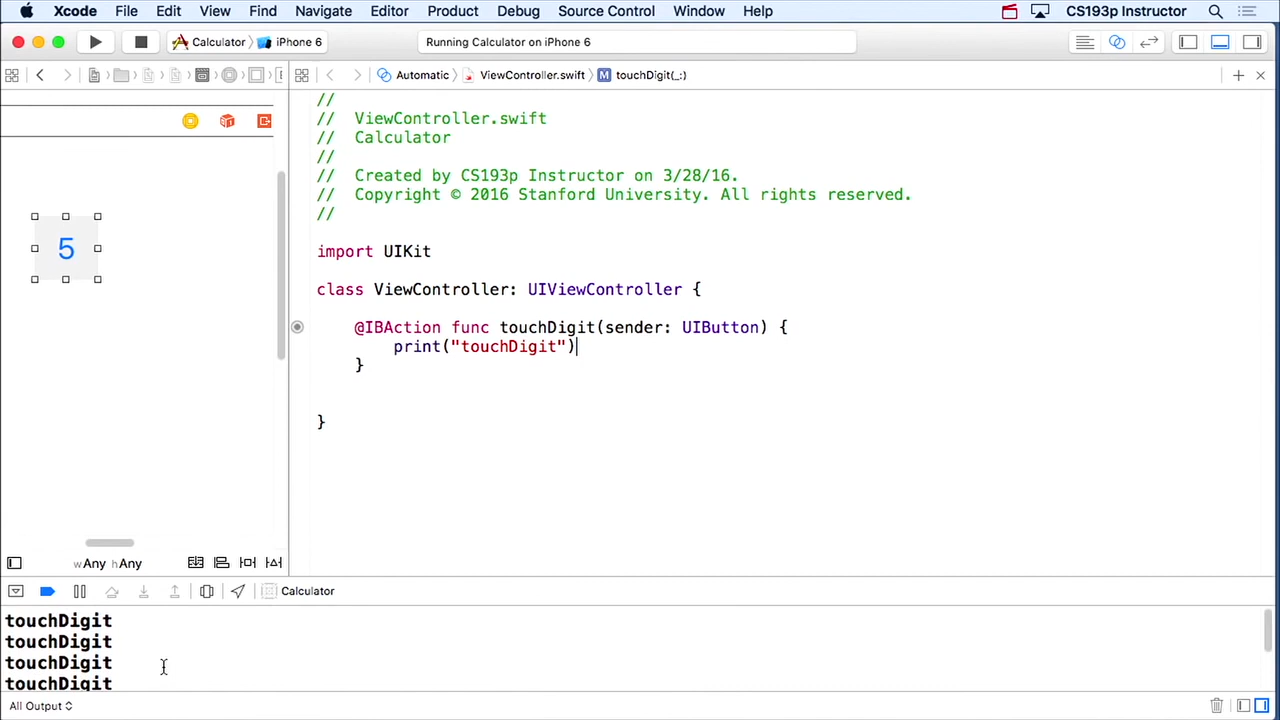 Xcode File Edit View Find Navigate Editor Product Debug Source Control Window Help CS193p Instructor
Calculator iPhone 6 Running Calculator on iPhone 6
Automatic ViewController.swift M touchDigit(_:)
//
// ViewController.swift
// Calculator
//
// Created by CS193p Instructor on 3/28/16.
// Copyright © 2016 Stanford University. All rights reserved.
//
import UIKit
class ViewController: UIViewController {
@IBAction func touchDigit(sender: UIButton) {
print("touchDigit")
}
}
5
wAny hAny
Calculator
touchDigit
touchDigit
touchDigit
touchDigit
All Output